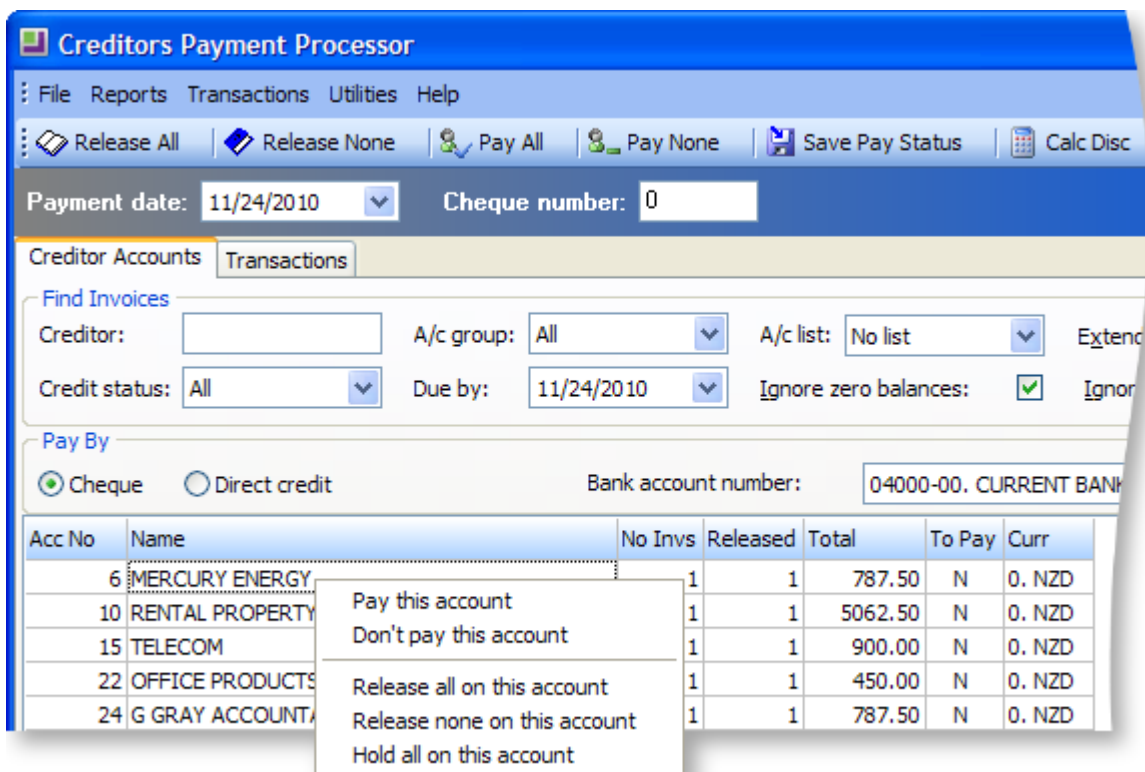 Creditors Payment Processor
File Reports Transactions Utilities Help
Release All Release None Pay All Pay None Save Pay Status Calc Disc
Payment date: 11/24/2010 Cheque number: 0
Creditor Accounts Transactions
Find Invoices
Creditor: A/c group: All A/c list: No list Extend
Credit status: All Due by: 11/24/2010 Ignore zero balances: Ignor
Pay By
Cheque Direct credit Bank account number: 04000-00. CURRENT BANK
Acc No Name No Invs Released Total To Pay Curr
6 MERCURY ENERGY 1 1 787.50 N 0. NZD
10 RENTAL PROPERTY 1 1 5062.50 N 0. NZD
15 TELECOM 1 1 900.00 N 0. NZD
22 OFFICE PRODUCTS 1 1 450.00 N 0. NZD
24 G GRAY ACCOUNTA 1 1 787.50 N 0. NZD
Pay this account
Don't pay this account
Release all on this account
Release none on this account
Hold all on this account